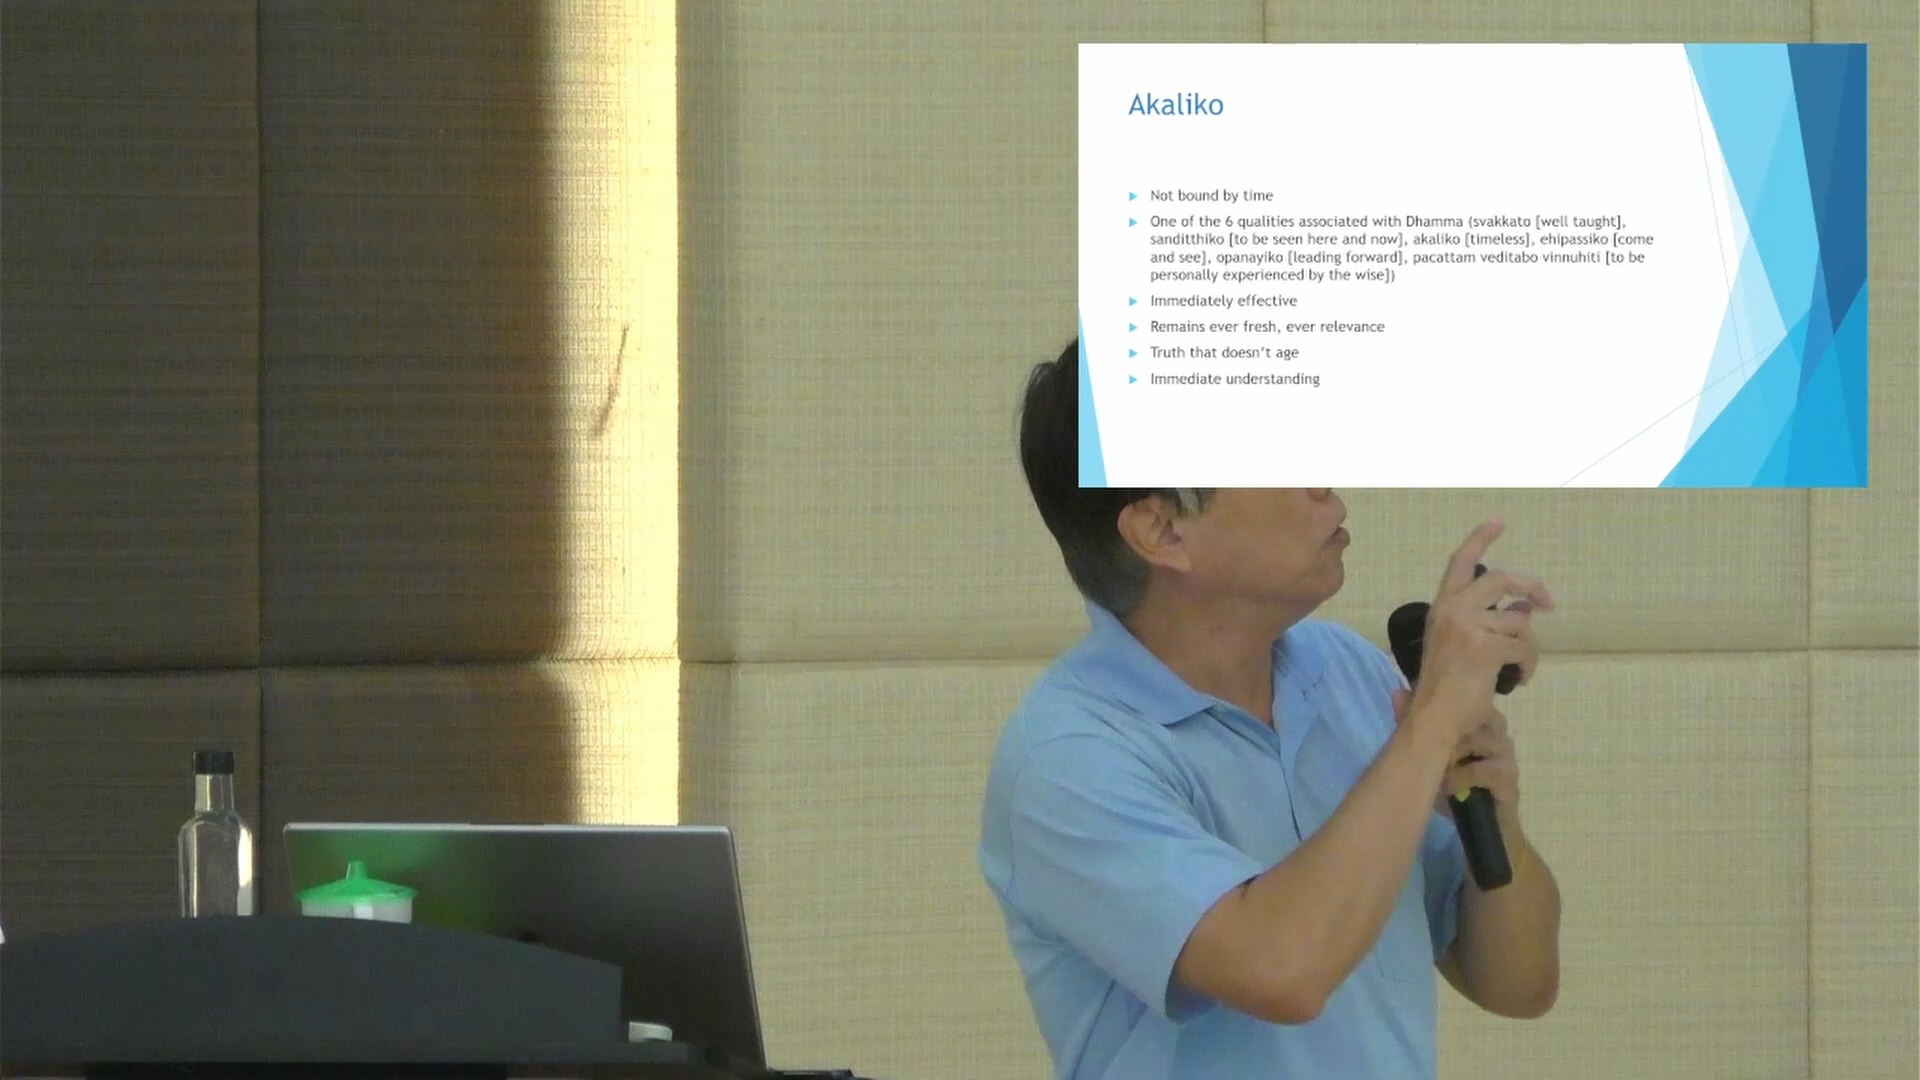 Akaliko
Not bound by time
One of the 6 qualities associated with Dhamma (svakkato [well taught],
sanditthiko [to be seen here and now], akaliko [timeless], ehipassiko [come
and see], opanayiko [leading forward], pacattam veditabo vinnuhiti [to be
personally experienced by the wise])
Immediately effective
Remains ever fresh, ever relevance
Truth that doesn't age
Immediate understanding